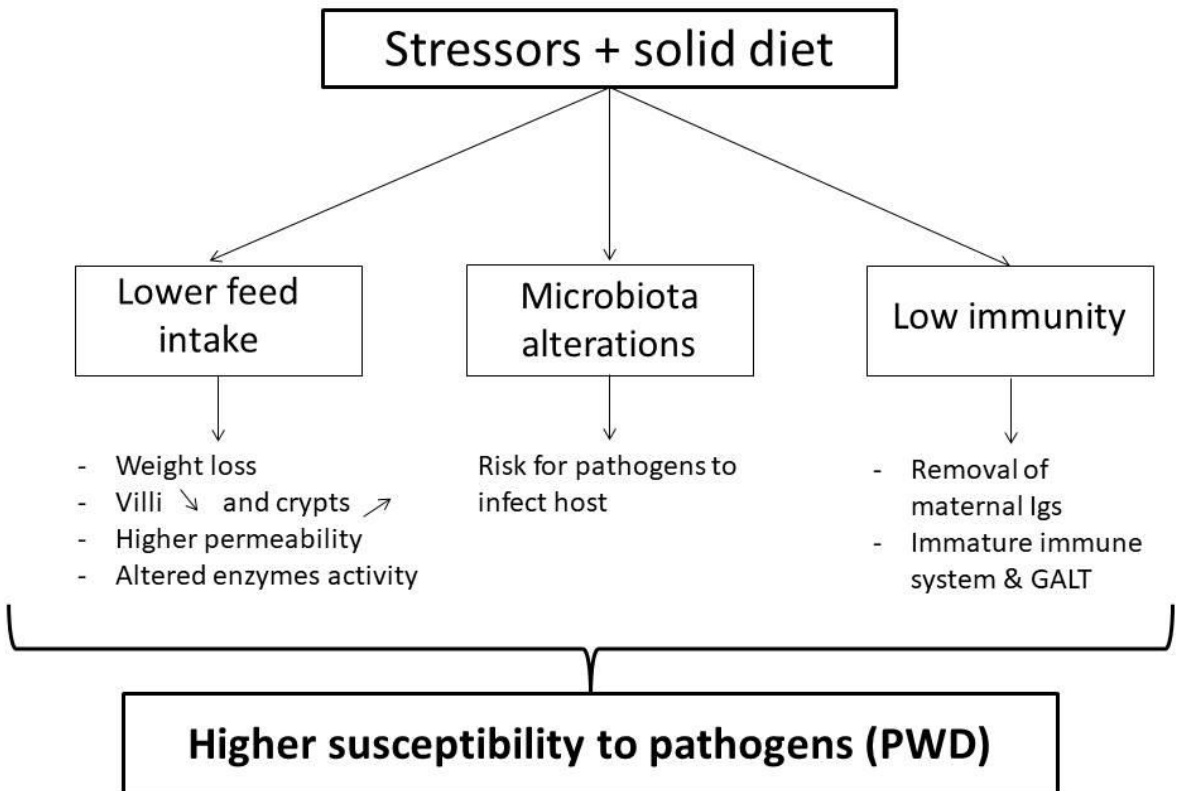 Stressors + solid diet
Lower feed
intake
Microbiota
alterations
Low immunity
- Weight loss
- Villi ↘ and crypts ↗
- Higher permeability
- Altered enzymes activity
Risk for pathogens to
infect host
- Removal of
maternal Igs
- Immature immune
system & GALT
Higher susceptibility to pathogens (PWD)